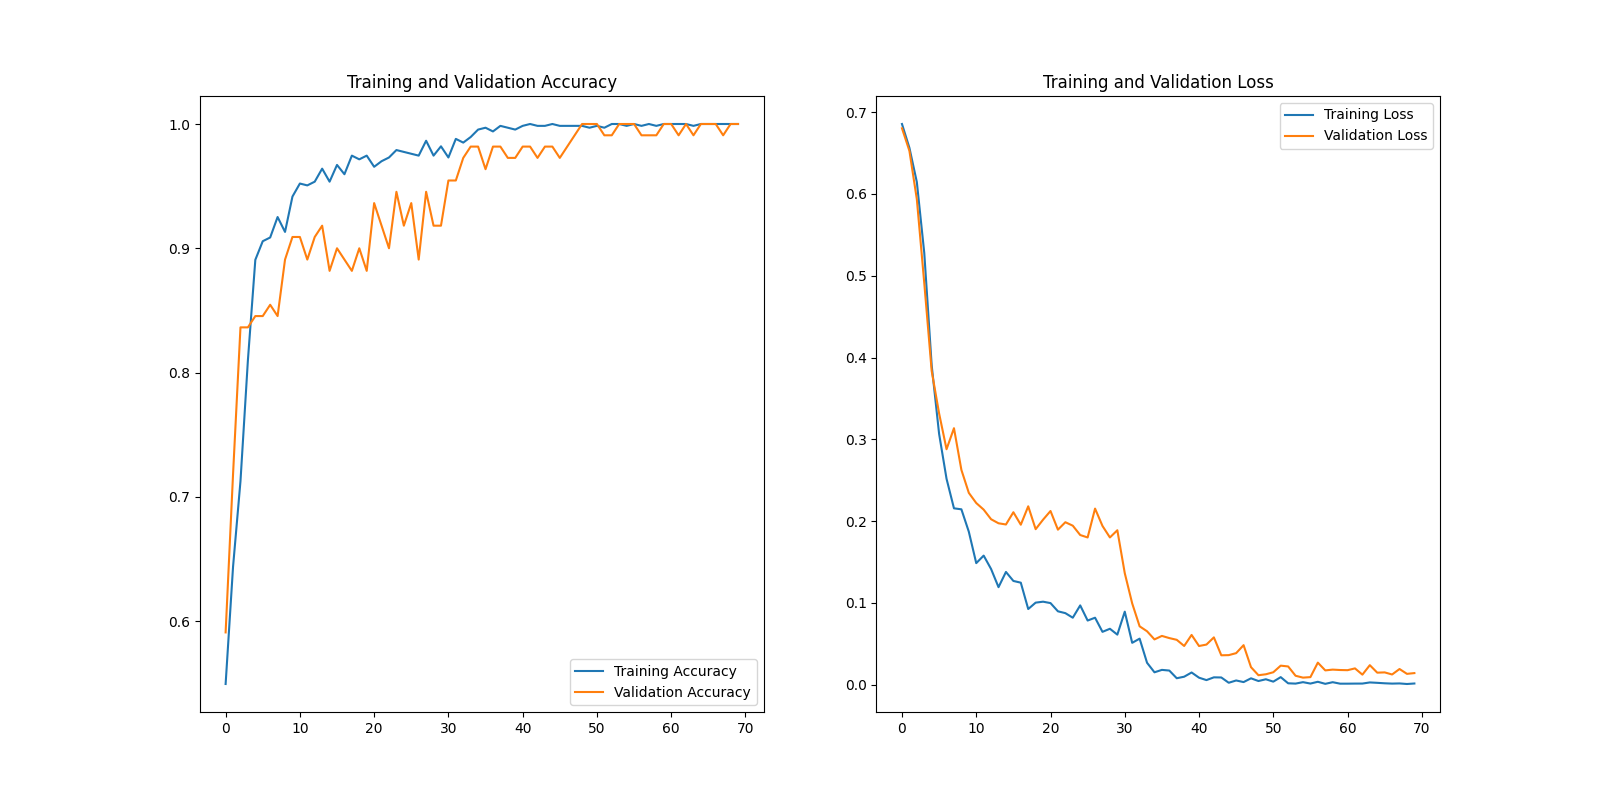 Training and Validation Accuracy
1.0
0.9
0.8
0.7
0.6
Training Accuracy
Validation Accuracy
0 10 20 30 40 50 60 70
Training and Validation Loss
0.7
0.6
0.5
0.4
0.3
0.2
0.1
0.0
Training Loss
Validation Loss
0 10 20 30 40 50 60 70